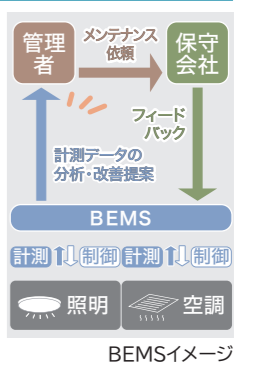 管理
者
メンテナンス
依頼
保守
会社
フィード
バック
計測データの
分析・改善提案
BEMS
計測 制御 計測 制御
照明 空調
BEMSイメージ